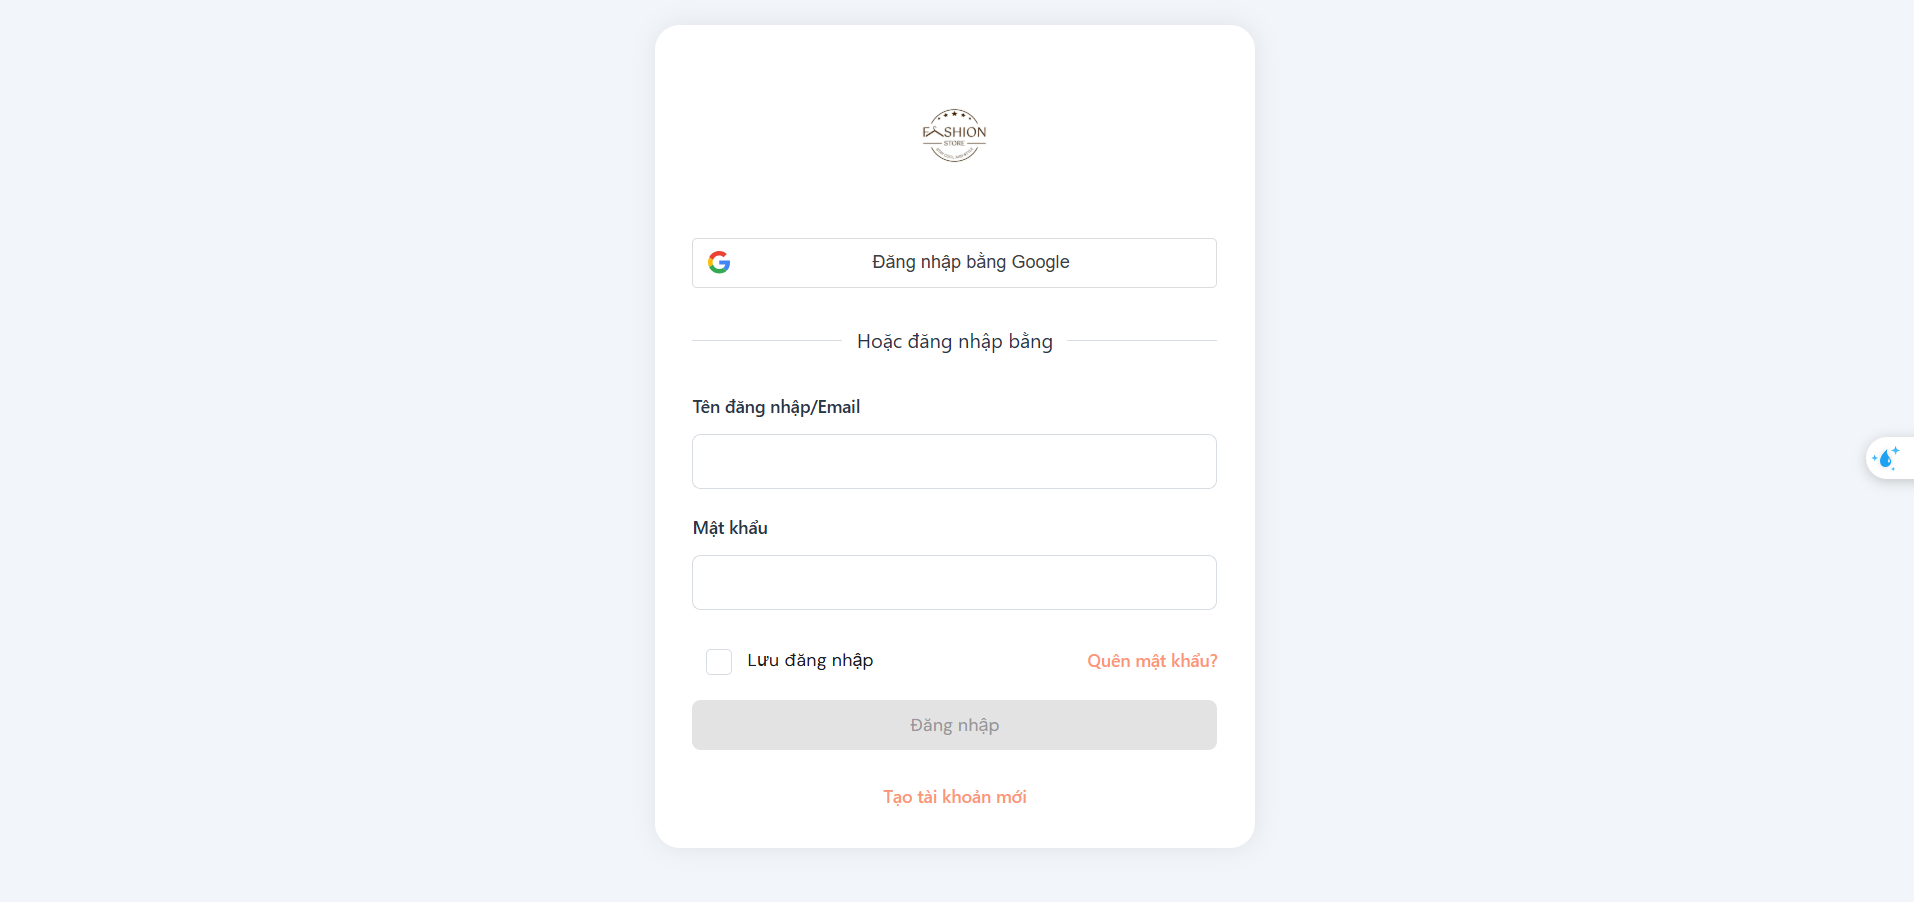 FASHION
STORE
Đăng nhập bằng Google
Hoặc đăng nhập bằng
Tên đăng nhập/Email
Mật khẩu
Lưu đăng nhập
Quên mật khẩu?
Đăng nhập
Tạo tài khoản mới